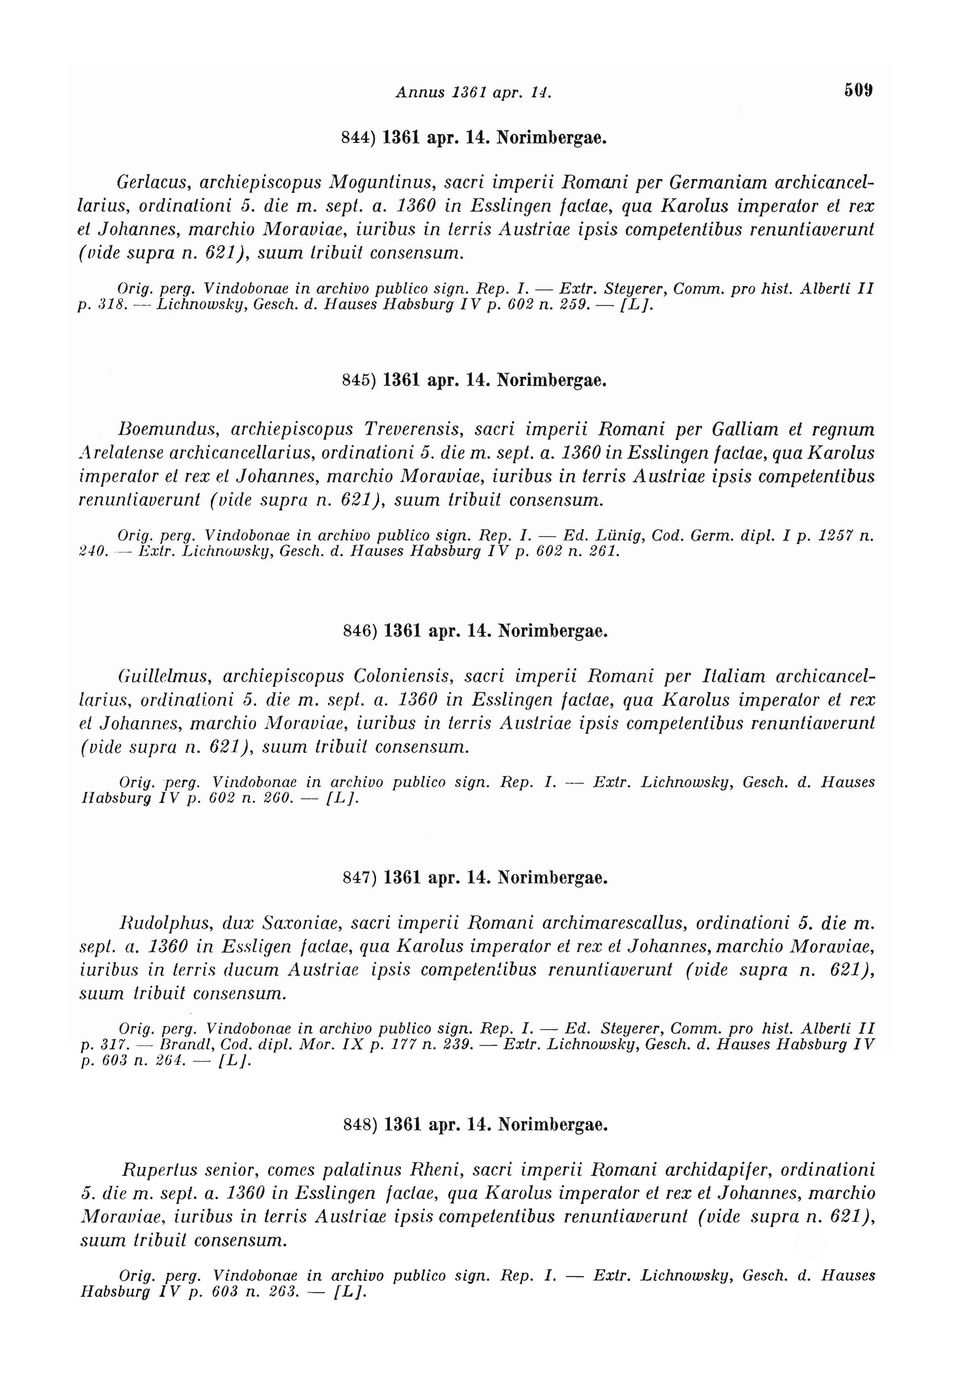 Annus 1361 apr. 14. 509
844) 1361 apr. 14. Norimbergae.
Gerlacus, archiepiscopus Moguntinus, sacri imperii Romani per Germaniam archicancel-
larius, ordinationi 5. die m. sept. a. 1360 in Esslingen factae, qua Karolus imperator et rex
et Johannes, marchio Moraviae, iuribus in terris Austriae ipsis competentibus renuntiaverunt
(vide supra n. 621), suum tribuit consensum.
Orig. perg. Vindobonae in archivo publico sign. Rep. I. — Extr. Steyerer, Comm. pro hist. Alberti II
p. 318. — Lichnowsky, Gesch. d. Hauses Habsburg IV p. 602 n. 259. — [L].
845) 1361 apr. 14. Norimbergae.
Boemundus, archiepiscopus Treverensis, sacri imperii Romani per Galliam et regnum
Arelatense archicancellarius, ordinationi 5. die m. sept. a. 1360 in Esslingen factae, qua Karolus
imperator et rex et Johannes, marchio Moraviae, iuribus in terris Austriae ipsis competentibus
renuntiaverunt (vide supra n. 621), suum tribuit consensum.
Orig. perg. Vindobonae in archivo publico sign. Rep. I. — Ed. Lünig, Cod. Germ. dipl. I p. 1257 n.
240. — Extr. Lichnowsky, Gesch. d. Hauses Habsburg IV p. 602 n. 261.
846) 1361 apr. 14. Norimbergae.
Guillelmus, archiepiscopus Coloniensis, sacri imperii Romani per Italiam archicancel-
larius, ordinationi 5. die m. sept. a. 1360 in Esslingen factae, qua Karolus imperator et rex
et Johannes, marchio Moraviae, iuribus in terris Austriae ipsis competentibus renuntiaverunt
(vide supra n. 621), suum tribuit consensum.
Orig. perg. Vindobonae in archivo publico sign. Rep. I. — Extr. Lichnowsky, Gesch. d. Hauses
Habsburg IV p. 602 n. 260. — [L].
847) 1361 apr. 14. Norimbergae.
Rudolphus, dux Saxoniae, sacri imperii Romani archimarescallus, ordinationi 5. die m.
sept. a. 1360 in Essligen factae, qua Karolus imperator et rex et Johannes, marchio Moraviae,
iuribus in terris ducum Austriae ipsis competentibus renuntiaverunt (vide supra n. 621),
suum tribuit consensum.
Orig. perg. Vindobonae in archivo publico sign. Rep. I. — Ed. Steyerer, Comm. pro hist. Alberti II
p. 317. — Brandl, Cod. dipl. Mor. IX p. 177 n. 239. — Extr. Lichnowsky, Gesch. d. Hauses Habsburg IV
p. 603 n. 264. — [L].
848) 1361 apr. 14. Norimbergae.
Rupertus senior, comes palatinus Rheni, sacri imperii Romani archidapifer, ordinationi
5. die m. sept. a. 1360 in Esslingen factae, qua Karolus imperator et rex et Johannes, marchio
Moraviae, iuribus in terris Austriae ipsis competentibus renuntiaverunt (vide supra n. 621),
suum tribuit consensum.
Orig. perg. Vindobonae in archivo publico sign. Rep. I. — Extr. Lichnowsky, Gesch. d. Hauses
Habsburg IV p. 603 n. 263. — [L].